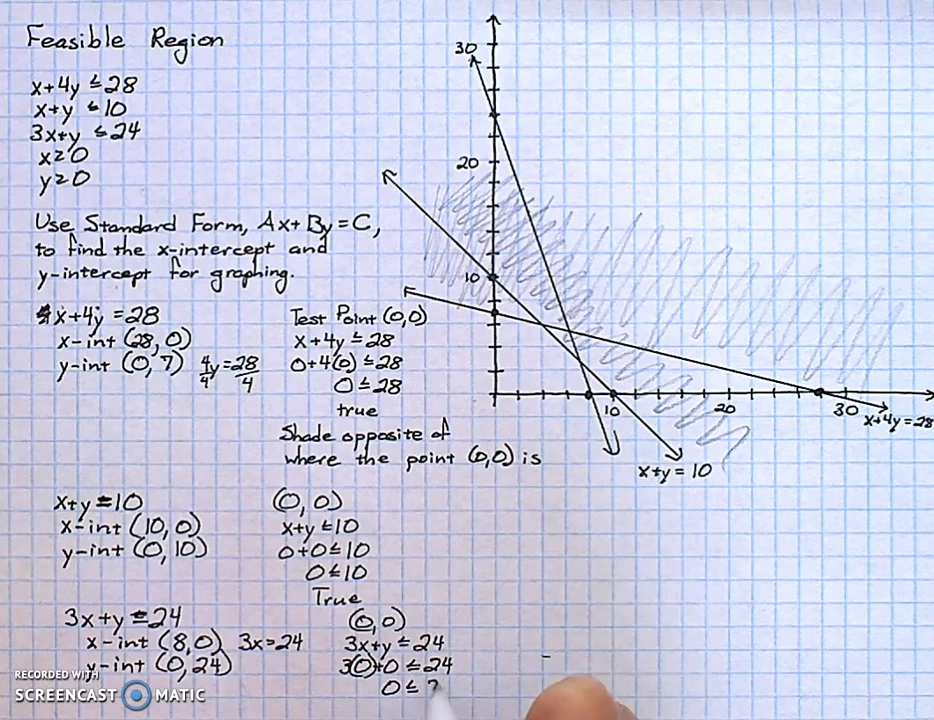 Feasible Region
x+4y ≤ 28
x+y ≤ 10
3x+y ≤ 24
x≥0
y≥0
Use Standard Form, Ax+By=C,
to find the x-intercept and
y-intercept for graphing.
x+4y = 28
x-int (28, 0)
y-int (0, 7)
4y = 28
4 4
Test Point (0,0)
x+4y ≤ 28
0+4(0) ≤ 28
0 ≤ 28
true
Shade opposite of
where the point (0,0) is
x+y = 10
x-int (10, 0)
y-int (0, 10)
(0, 0)
x+y ≤ 10
0+0 ≤ 10
0 ≤ 10
True
3x+y = 24
x-int (8,0) 3x=24
y-int (0,24)
(0,0)
3x+y ≤ 24
3(0)+0 ≤ 24
0 ≤ 2
30
20
10
10 20 30
x+4y = 28
x+y = 10
RECORDED WITH
SCREENCAST MATIC